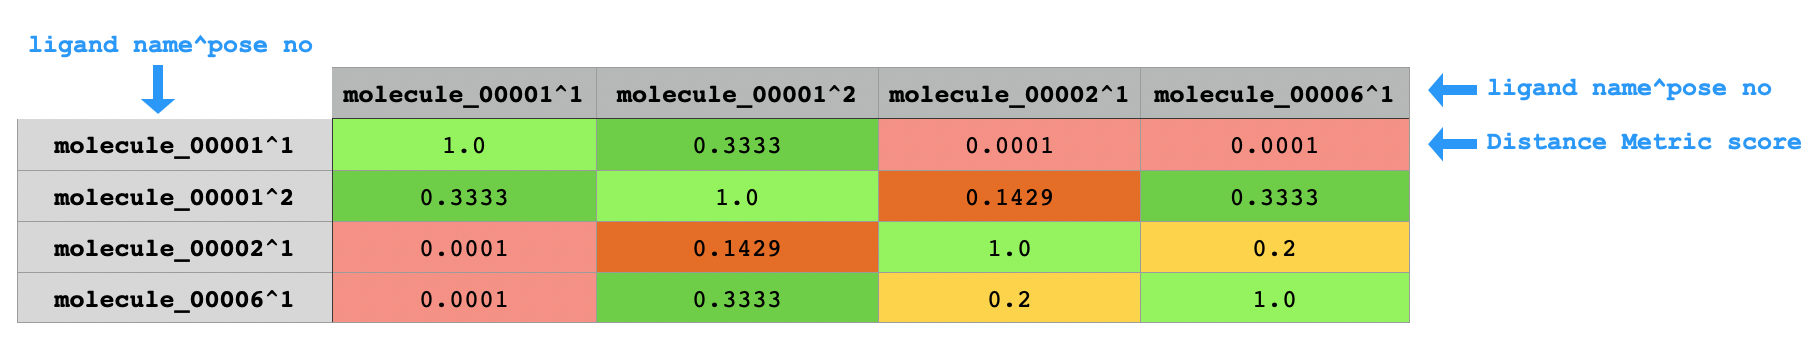 ligand name^pose no
molecule_00001^1 molecule_00001^2 molecule_00002^1 molecule_00006^1 ligand name^pose no
molecule_00001^1 1.0 0.3333 0.0001 0.0001 Distance Metric score
molecule_00001^2 0.3333 1.0 0.1429 0.3333
molecule_00002^1 0.0001 0.1429 1.0 0.2
molecule_00006^1 0.0001 0.3333 0.2 1.0